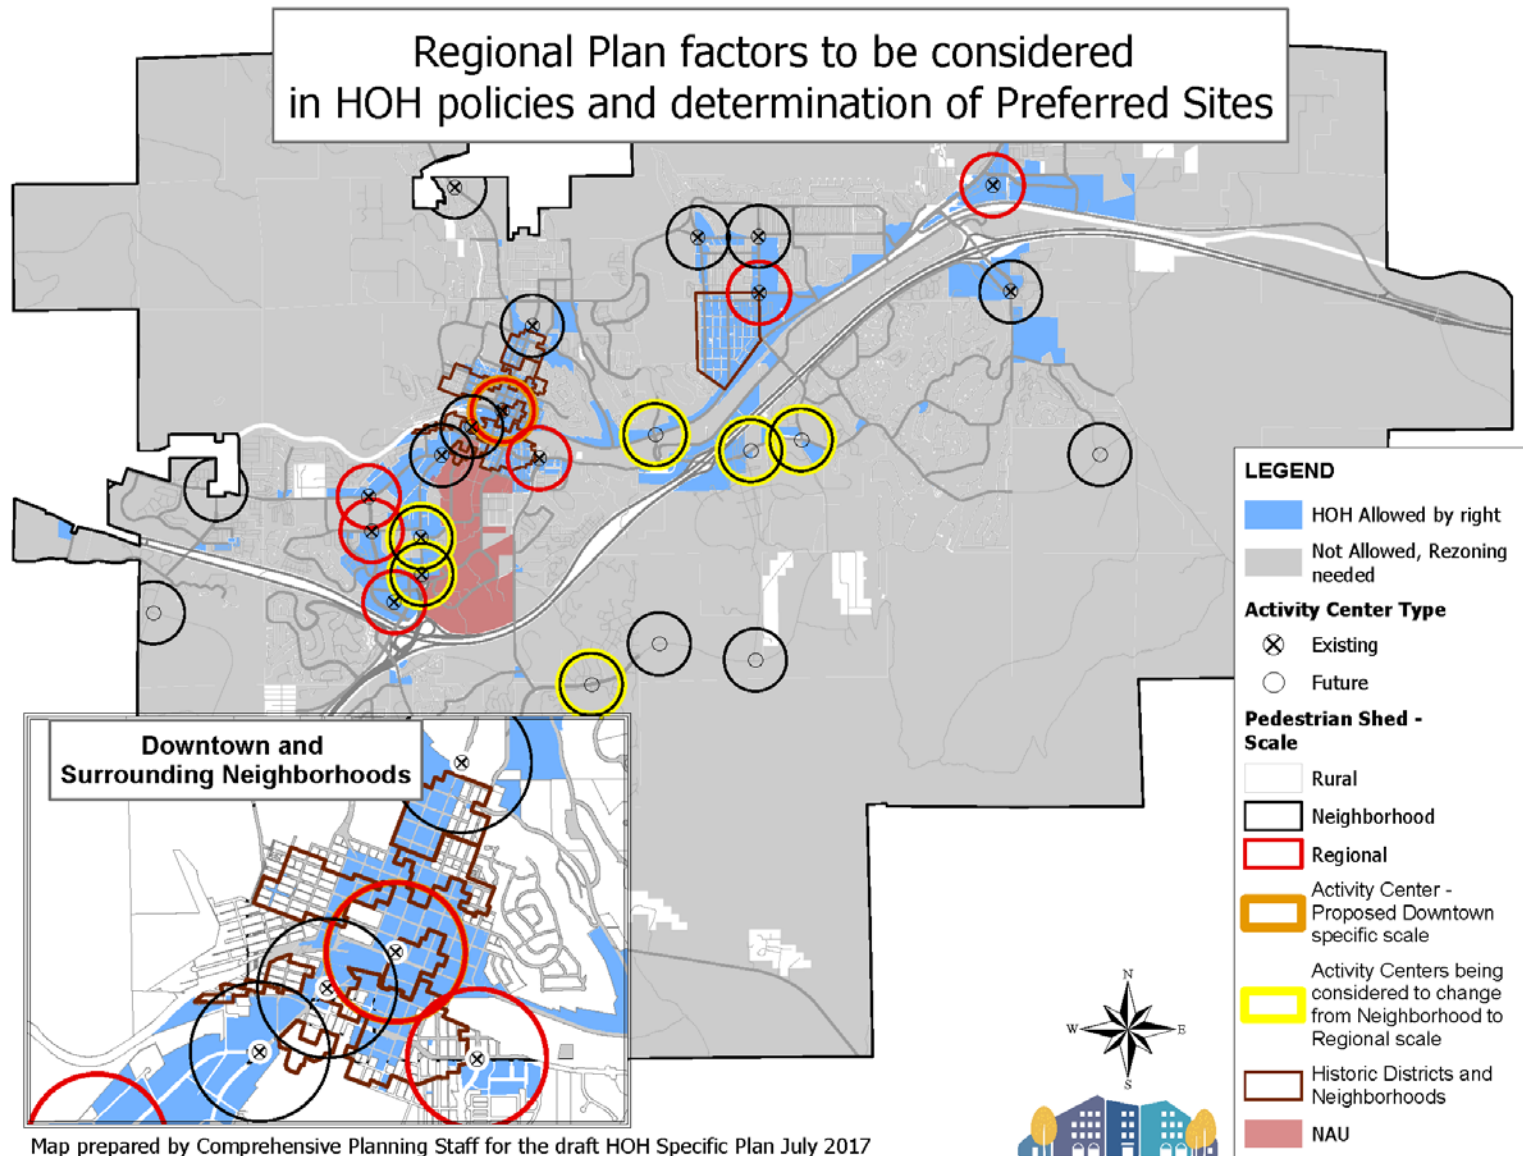 Regional Plan factors to be considered
in HOH policies and determination of Preferred Sites
LEGEND
HOH Allowed by right
Not Allowed, Rezoning
needed
Activity Center Type
Existing
Future
Pedestrian Shed -
Scale
Rural
Neighborhood
Regional
Activity Center -
Proposed Downtown
specific scale
Activity Centers being
considered to change
from Neighborhood to
Regional scale
Historic Districts and
Neighborhoods
NAU
Downtown and
Surrounding Neighborhoods
N
W
E
S
Map prepared by Comprehensive Planning Staff for the draft HOH Specific Plan July 2017